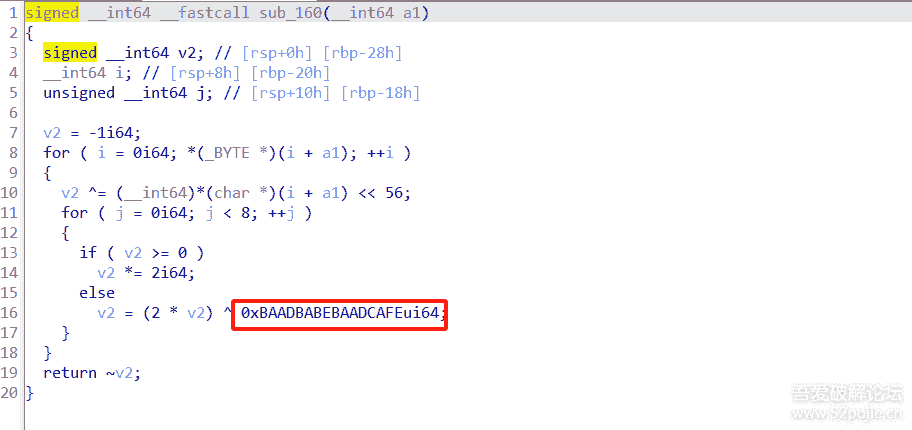 1 signed __int64 __fastcall sub_160(__int64 a1)
2 {
3 signed __int64 v2; // [rsp+0h] [rbp-28h]
4 __int64 i; // [rsp+8h] [rbp-20h]
5 unsigned __int64 j; // [rsp+10h] [rbp-18h]
6
7 v2 = -1i64;
8 for ( i = 0i64; *(_BYTE *)(i + a1); ++i )
9 {
10 v2 ^= (__int64)*(char *)(i + a1) << 56;
11 for ( j = 0i64; j < 8; ++j )
12 {
13 if ( v2 >= 0 )
14 v2 *= 2i64;
15 else
16 v2 = (2 * v2) ^ 0xBAADBABEBAADCAFEui64;
17 }
18 }
19 return ~v2;
20 }
吾爱破解论坛
www.52pojie.cn